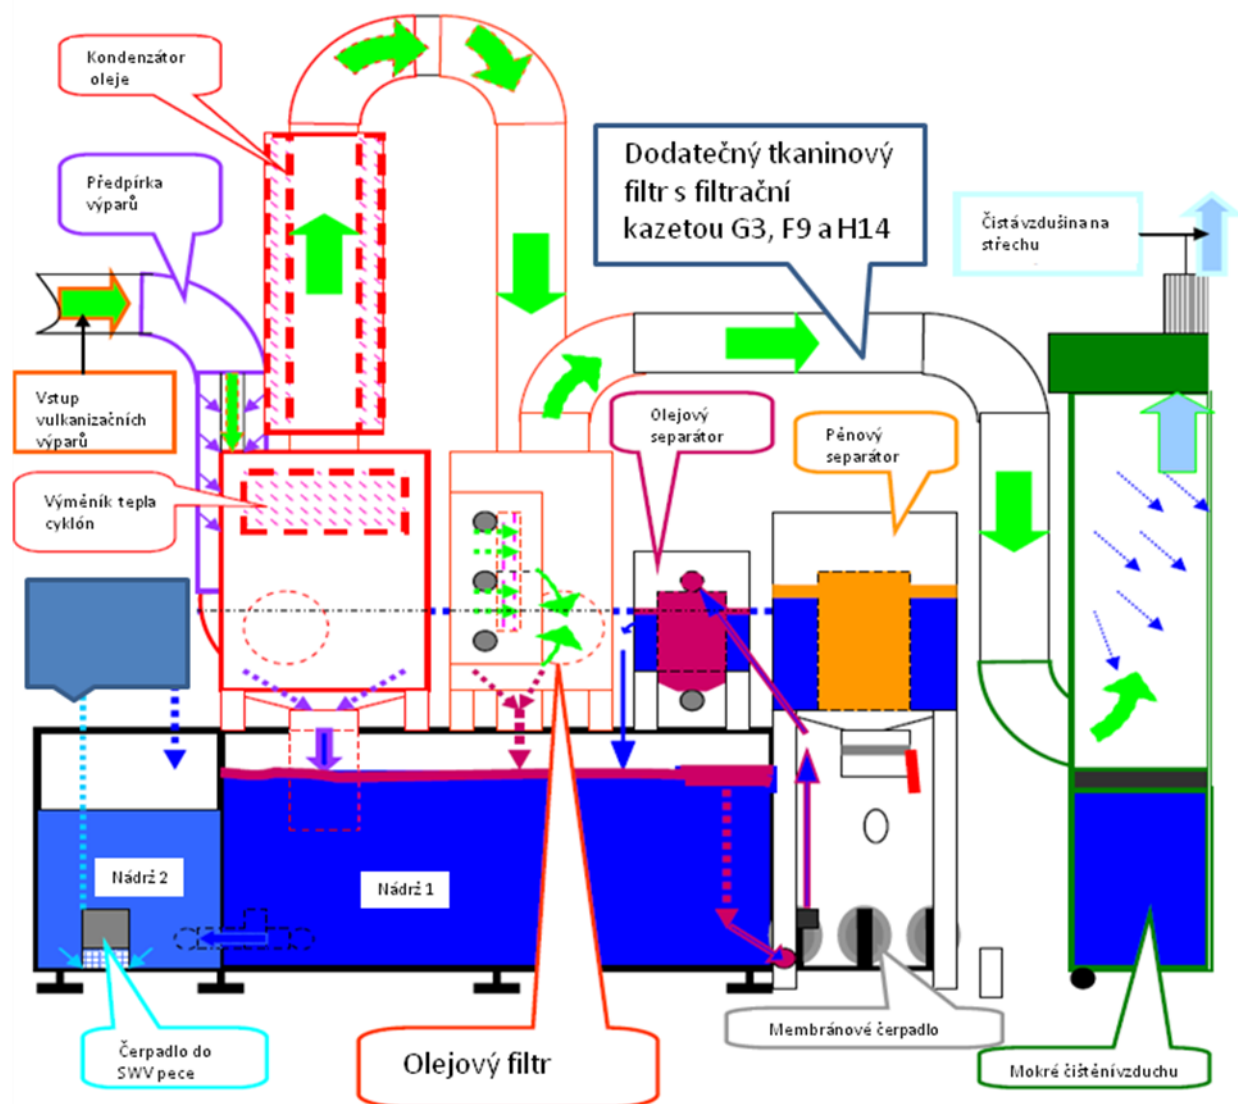 Kondenzátor
oleje
Předpírka
výparů
Dodatečný tkaninový
filtr s filtrační
kazetou G3, F9 a H14
Čistá vzdušina na
střechu
Vstup
vulkanizačních
výparů
Olejový
separátor
Pěnový
separátor
Výměník tepla
cyklón
Nádrž 2
Nádrž 1
Čerpadlo do
SWV pece
Olejový filtr
Membránové čerpadlo
Mokré čištění vzduchu